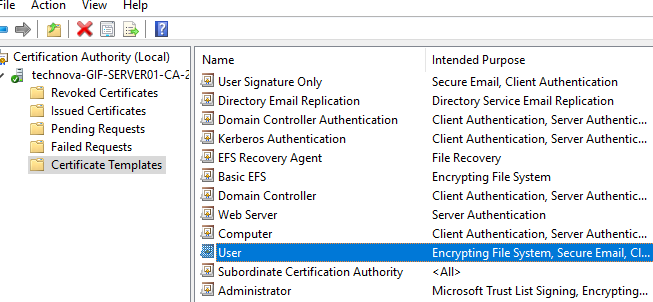 Certification Authority (Local)
technova-GIF-SERVER01-CA-2
Revoked Certificates
Issued Certificates
Pending Requests
Failed Requests
Certificate Templates
Name Intended Purpose
User Signature Only Secure Email, Client Authentication
Directory Email Replication Directory Service Email Replication
Domain Controller Authentication Client Authentication, Server Authentic...
Kerberos Authentication Client Authentication, Server Authentic...
EFS Recovery Agent File Recovery
Basic EFS Encrypting File System
Domain Controller Client Authentication, Server Authentic...
Web Server Server Authentication
Computer Client Authentication, Server Authentic...
User Encrypting File System, Secure Email, Cl...
Subordinate Certification Authority <All>
Administrator Microsoft Trust List Signing, Encrypting...